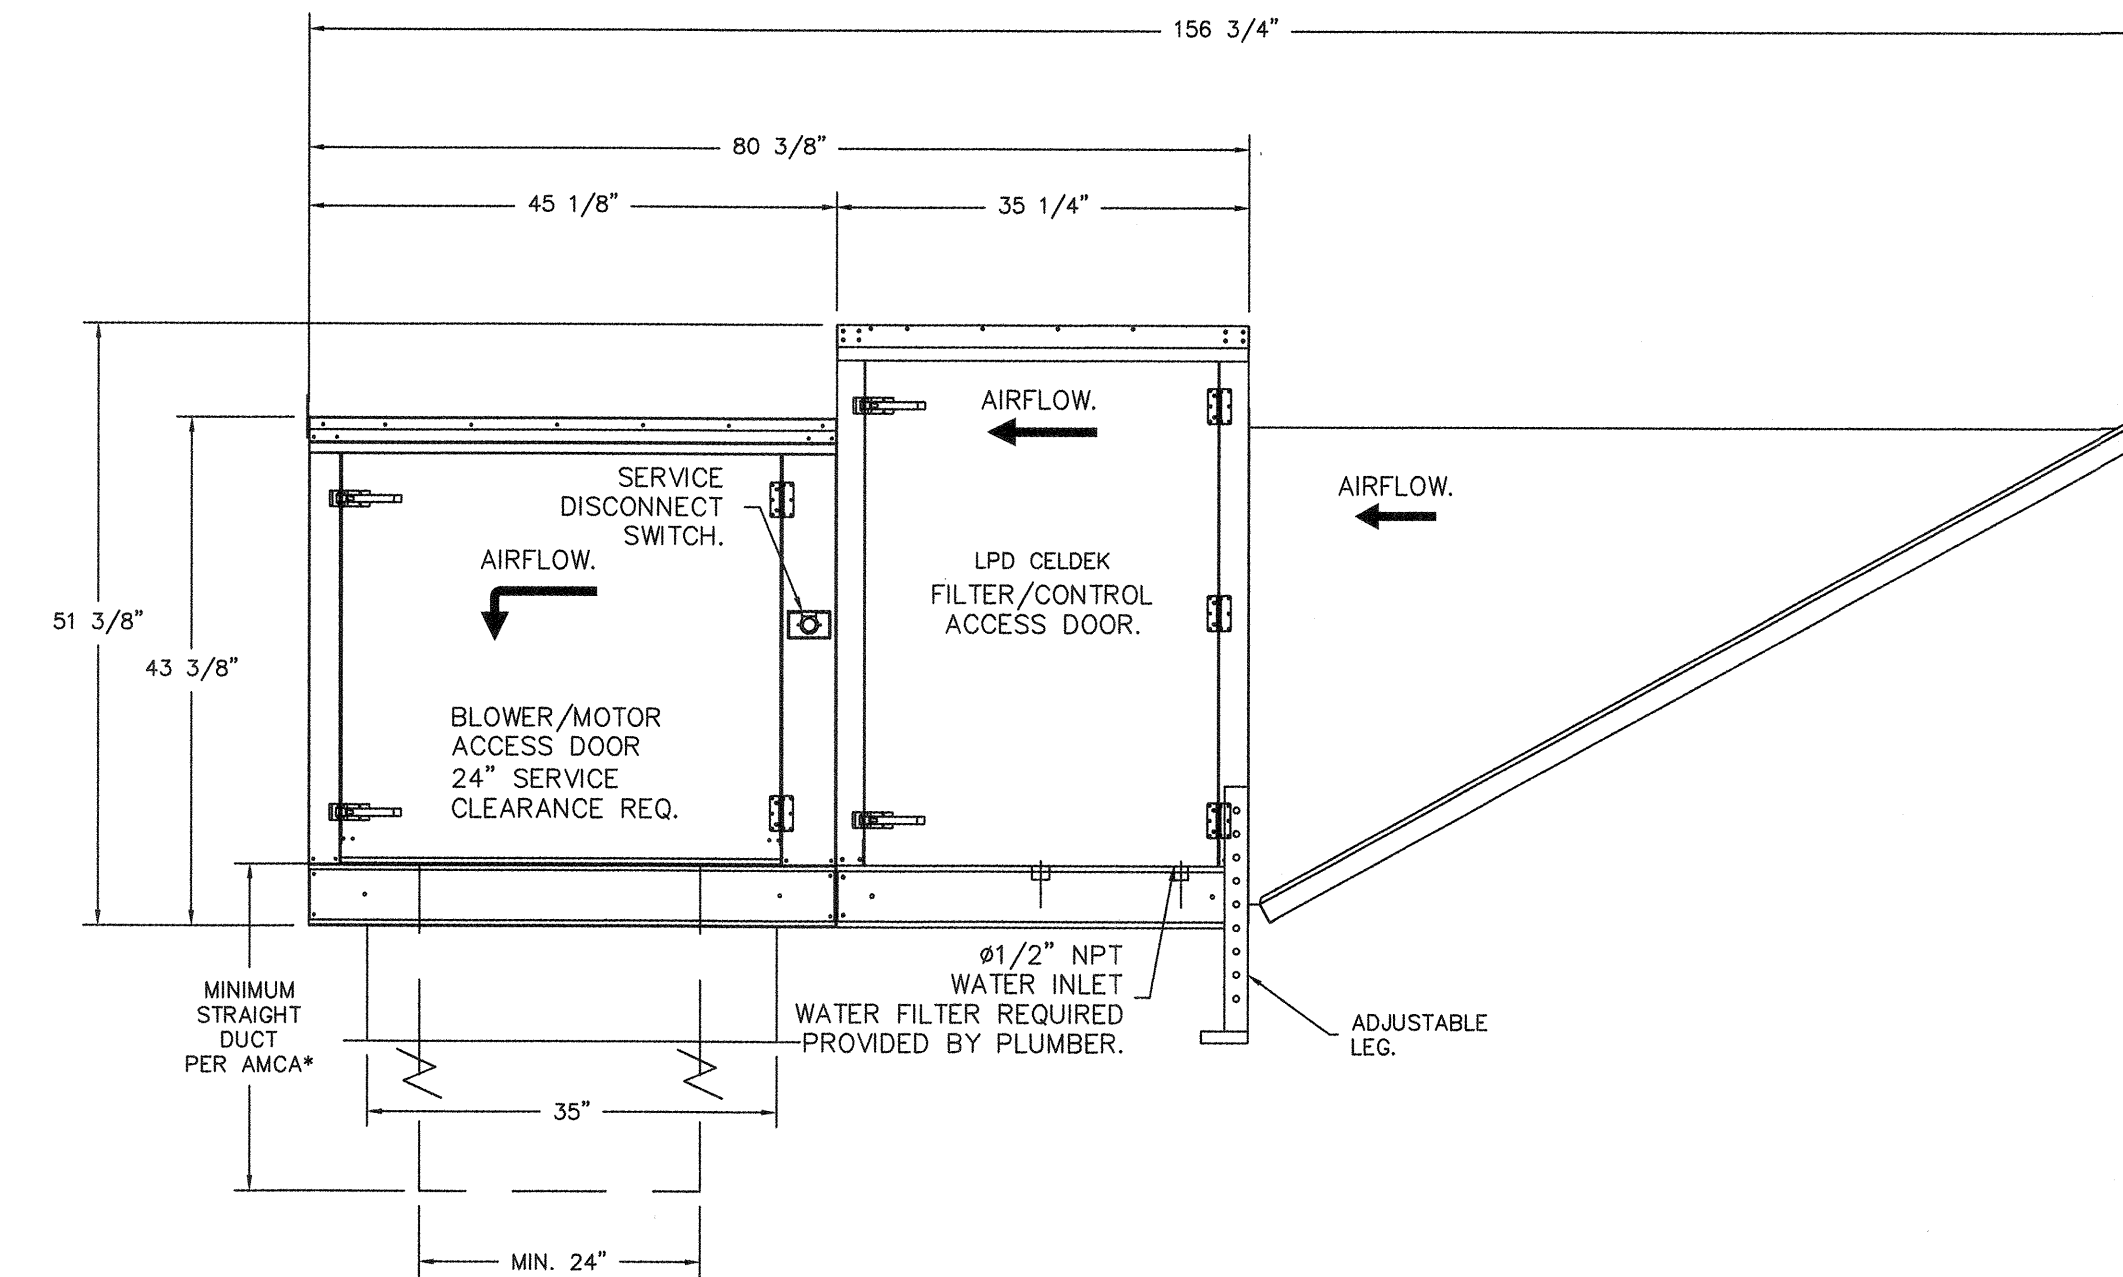 156 3/4"
80 3/8"
45 1/8"
35 1/4"
AIRFLOW.
SERVICE
DISCONNECT
SWITCH.
AIRFLOW.
AIRFLOW.
LPD CELDEK
FILTER/CONTROL
ACCESS DOOR.
51 3/8"
43 3/8"
BLOWER/MOTOR
ACCESS DOOR
24" SERVICE
CLEARANCE REQ.
ø1/2" NPT
WATER INLET
WATER FILTER REQUIRED
PROVIDED BY PLUMBER.
MINIMUM
STRAIGHT
DUCT
PER AMCA*
ADJUSTABLE
LEG.
35"
MIN. 24"